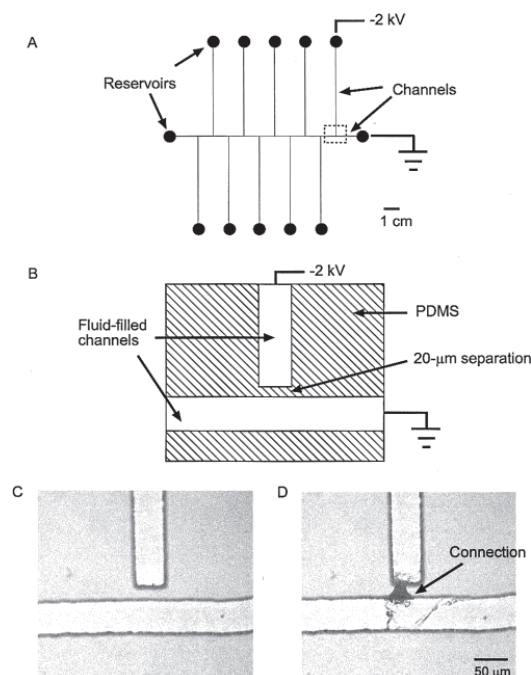 A
-2 kV
Reservoirs
Channels
1 cm
B
-2 kV
Fluid-filled
channels
PDMS
20-μm separation
C
D
Connection
50 μm